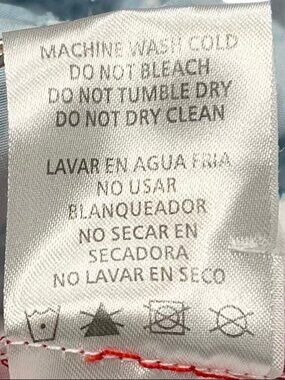 MACHINE WASH COLD
DO NOT BLEACH
DO NOT TUMBLE DRY
DO NOT DRY CLEAN
LAVAR EN AGUA FRIA
NO USAR
BLANQUEADOR
NO SECAR EN
SECADORA
NO LAVAR EN SECO